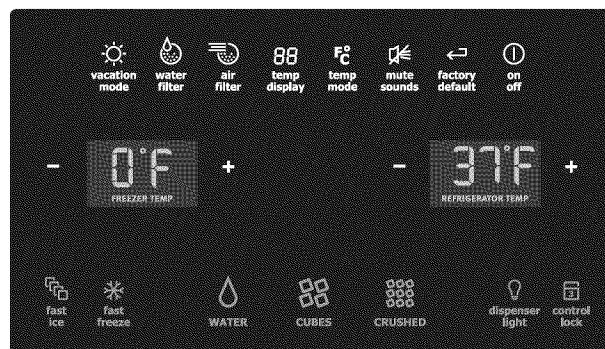 vacation mode
water filter
air filter
88 temp display
F°C temp mode
mute sounds
factory default
on off
– 0°F +
FREEZER TEMP
– 37°F +
REFRIGERATOR TEMP
fast ice
fast freeze
WATER
CUBES
CRUSHED
dispenser light
3 control lock